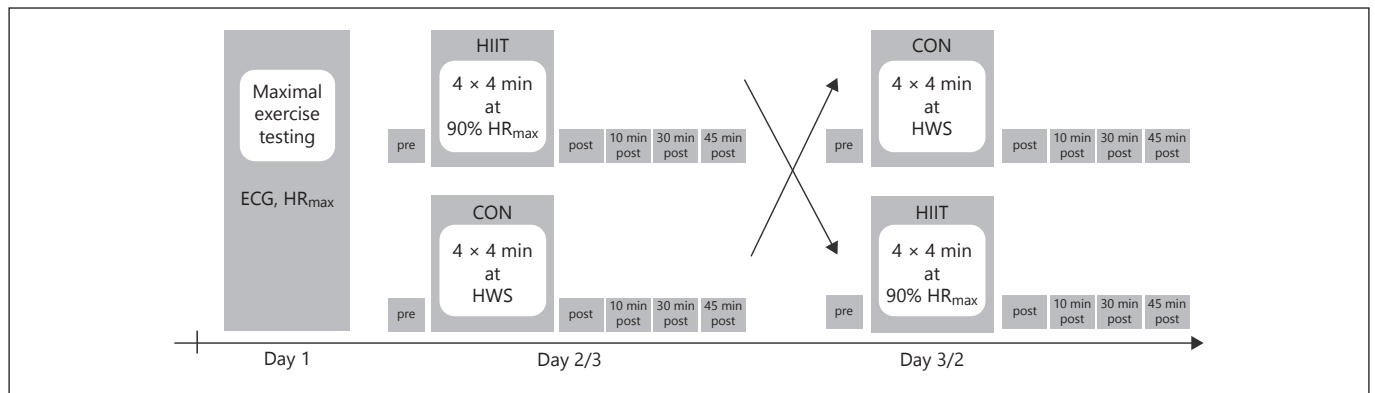 Maximal
exercise
testing
ECG, HRmax
HIIT
4 × 4 min
at
90% HRmax
pre
post
10 min
post
30 min
post
45 min
post
CON
4 × 4 min
at
HWS
pre
post
10 min
post
30 min
post
45 min
post
CON
4 × 4 min
at
HWS
pre
post
10 min
post
30 min
post
45 min
post
HIIT
4 × 4 min
at
90% HRmax
pre
post
10 min
post
30 min
post
45 min
post
Day 1
Day 2/3
Day 3/2